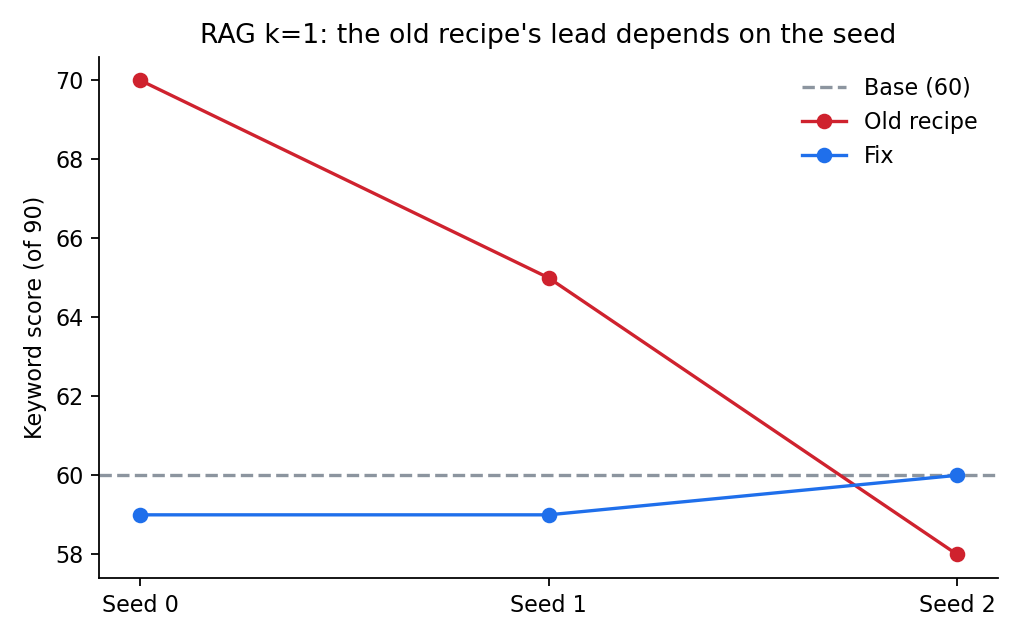 RAG k=1: the old recipe's lead depends on the seed
Base (60)
Old recipe
Fix
Keyword score (of 90)
70
68
66
64
62
60
58
Seed 0
Seed 1
Seed 2